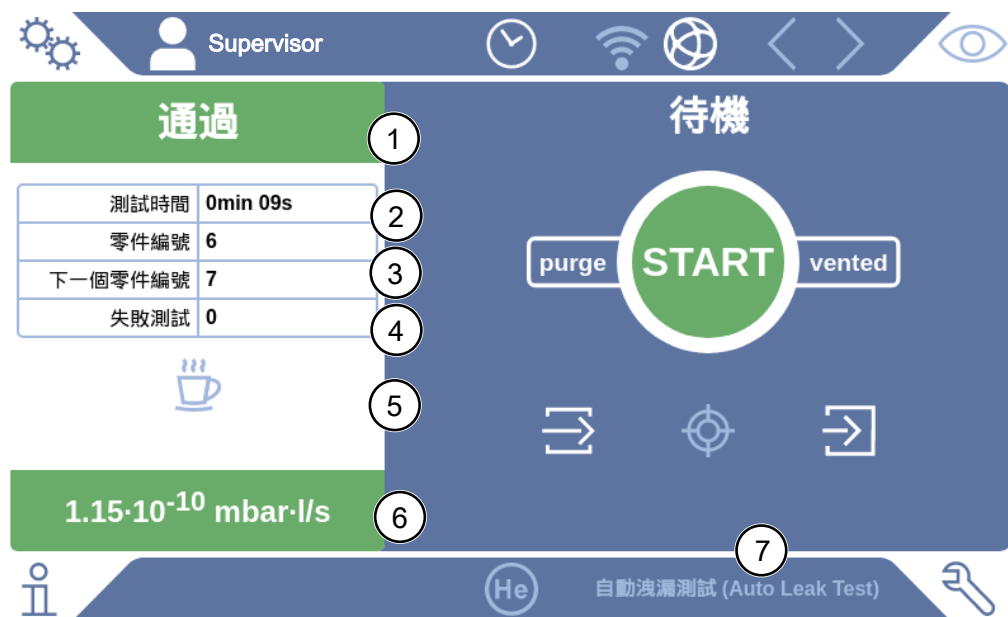 Supervisor
通過
1
待機
測試時間 0min 09s
2
零件編號 6
下一個零件編號 7
3
失敗測試 0
4
purge START vented
5
1.15·10⁻¹⁰ mbar·l/s
6
7
He
自動洩漏測試 (Auto Leak Test)